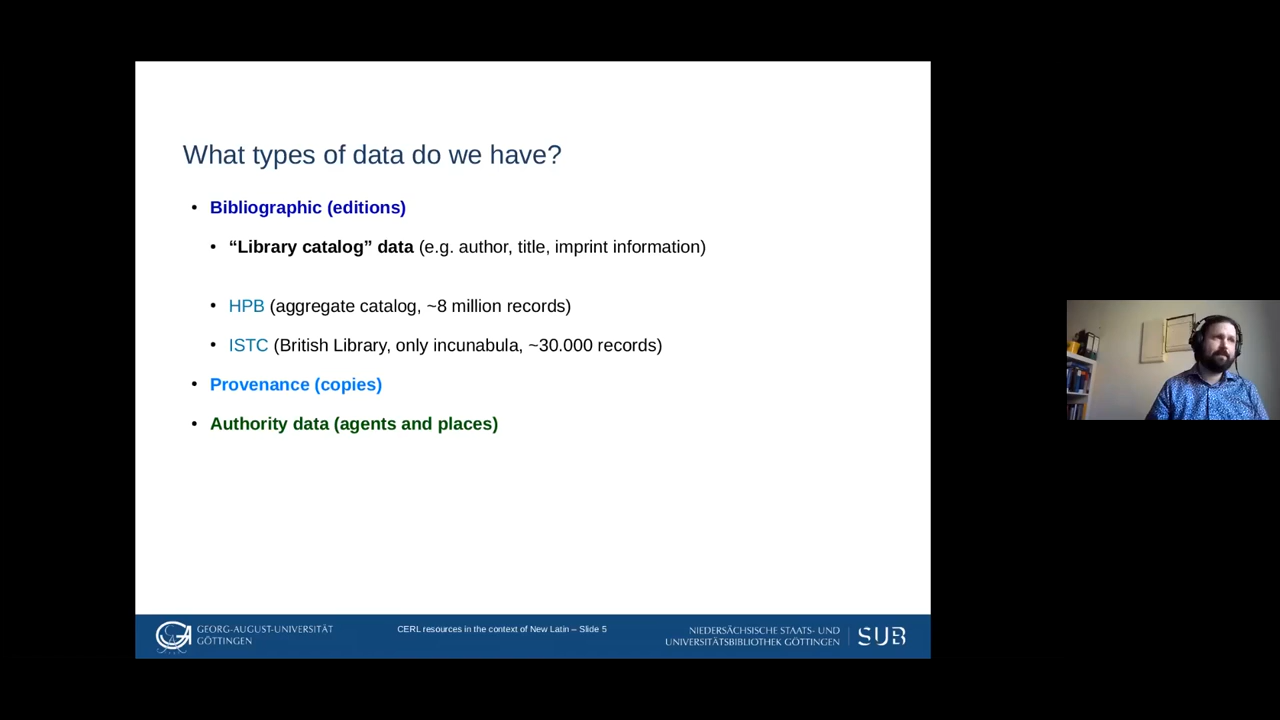 What types of data do we have?
• Bibliographic (editions)
• “Library catalog” data (e.g. author, title, imprint information)
• HPB (aggregate catalog, ~8 million records)
• ISTC (British Library, only incunabula, ~30.000 records)
• Provenance (copies)
• Authority data (agents and places)
GEORG-AUGUST-UNIVERSITÄT
GÖTTINGEN
CERL resources in the context of New Latin – Slide 5
NIEDERSÄCHSISCHE STAATS- UND
UNIVERSITÄTSBIBLIOTHEK GÖTTINGEN
SUB